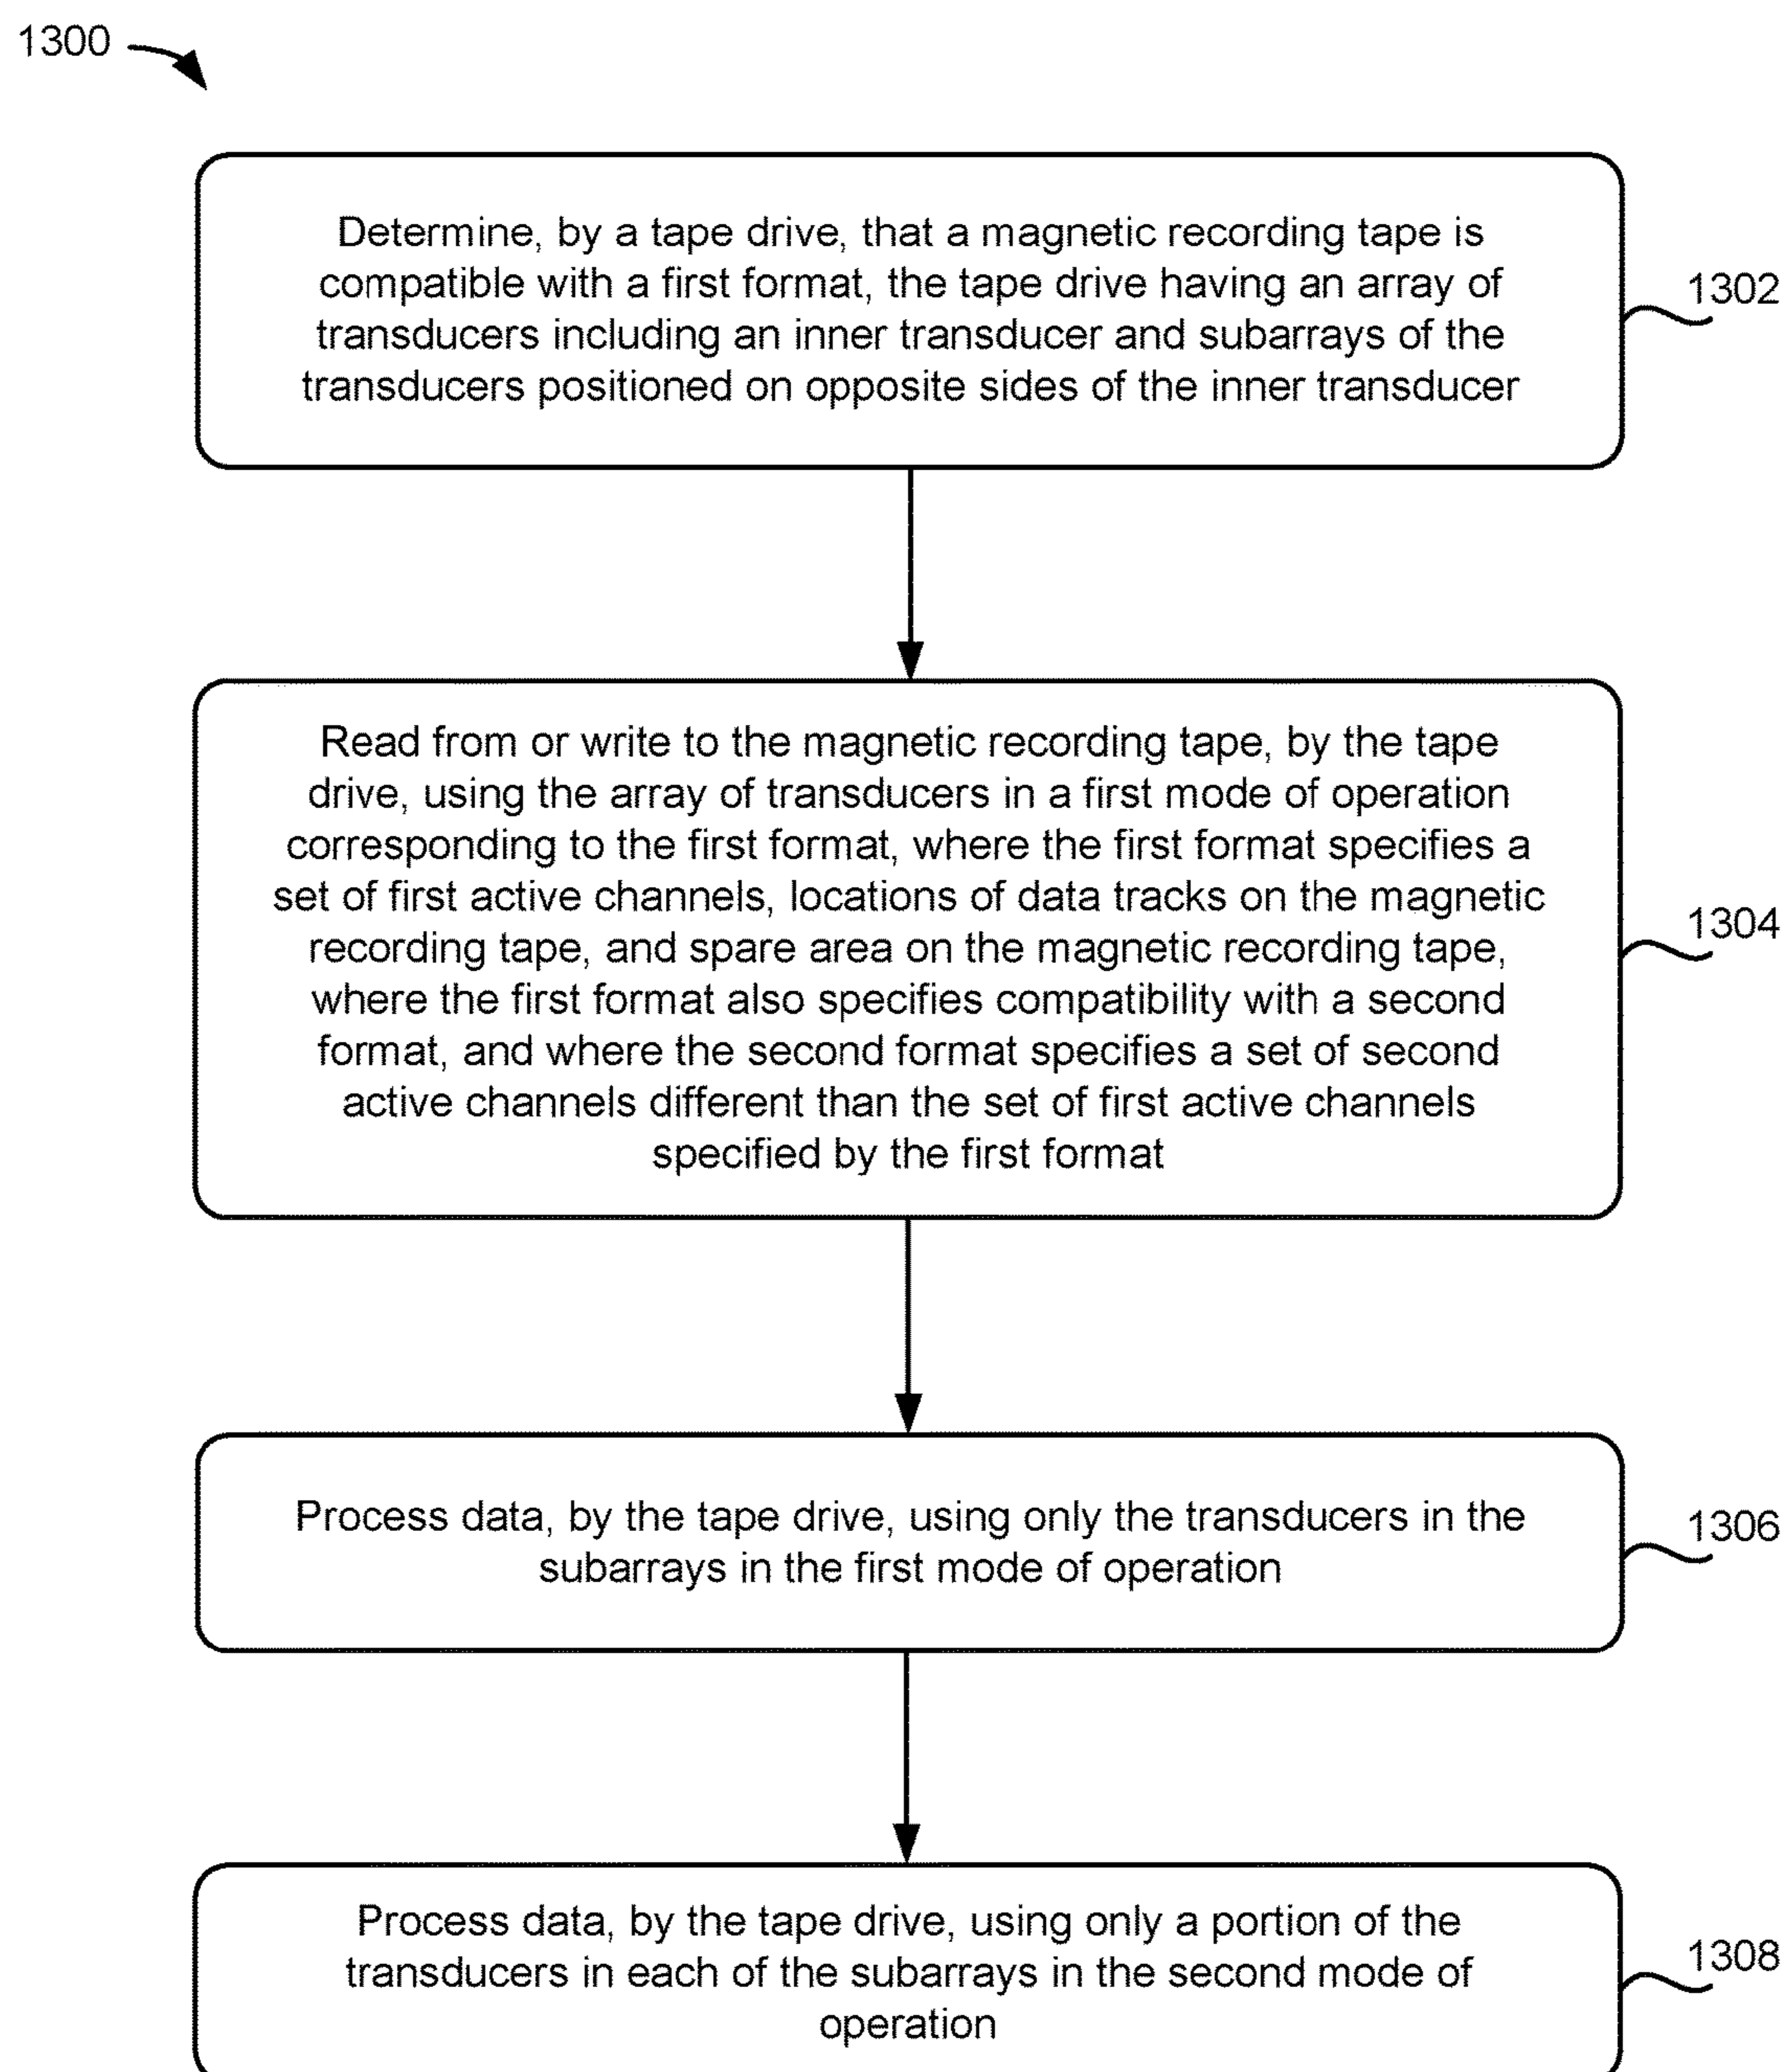 1300
Determine, by a tape drive, that a magnetic recording tape is
compatible with a first format, the tape drive having an array of
transducers including an inner transducer and subarrays of the
transducers positioned on opposite sides of the inner transducer
1302
Read from or write to the magnetic recording tape, by the tape
drive, using the array of transducers in a first mode of operation
corresponding to the first format, where the first format specifies a
set of first active channels, locations of data tracks on the magnetic
recording tape, and spare area on the magnetic recording tape,
where the first format also specifies compatibility with a second
format, and where the second format specifies a set of second
active channels different than the set of first active channels
specified by the first format
1304
Process data, by the tape drive, using only the transducers in the
subarrays in the first mode of operation
1306
Process data, by the tape drive, using only a portion of the
transducers in each of the subarrays in the second mode of
operation
1308